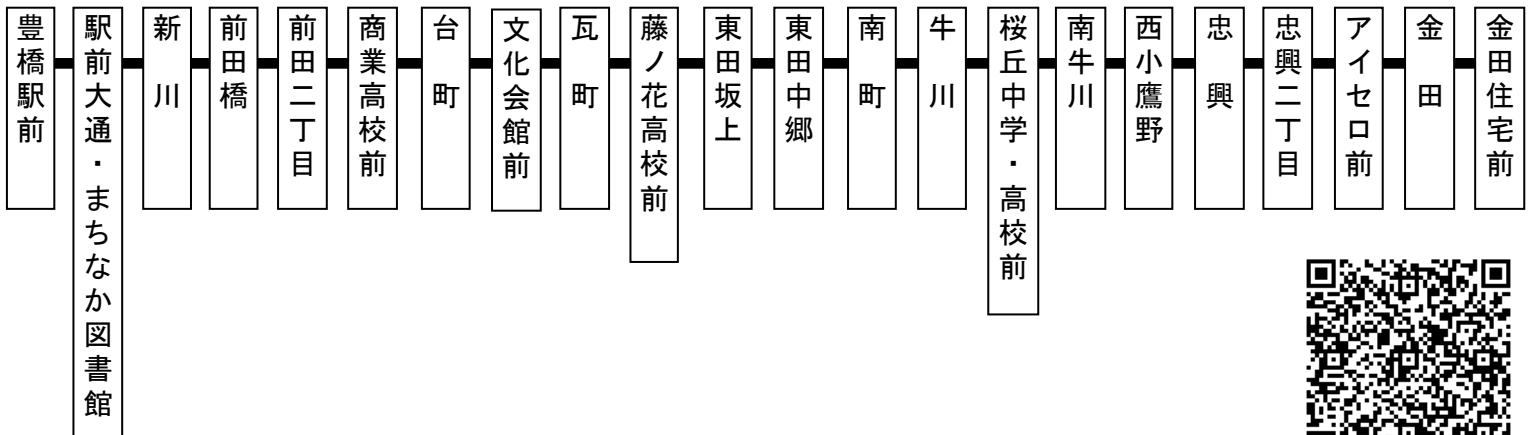 豊橋駅前
駅前大通・まちなか図書館
新川
前田橋
前田二丁目
商業高校前
台町
文化会館前
瓦町
藤ノ花高校前
東田坂上
東田中郷
南町
牛川
桜丘中学・高校前
南牛川
西小鷹野
忠興
忠興二丁目
アイセロ前
金田
金田住宅前